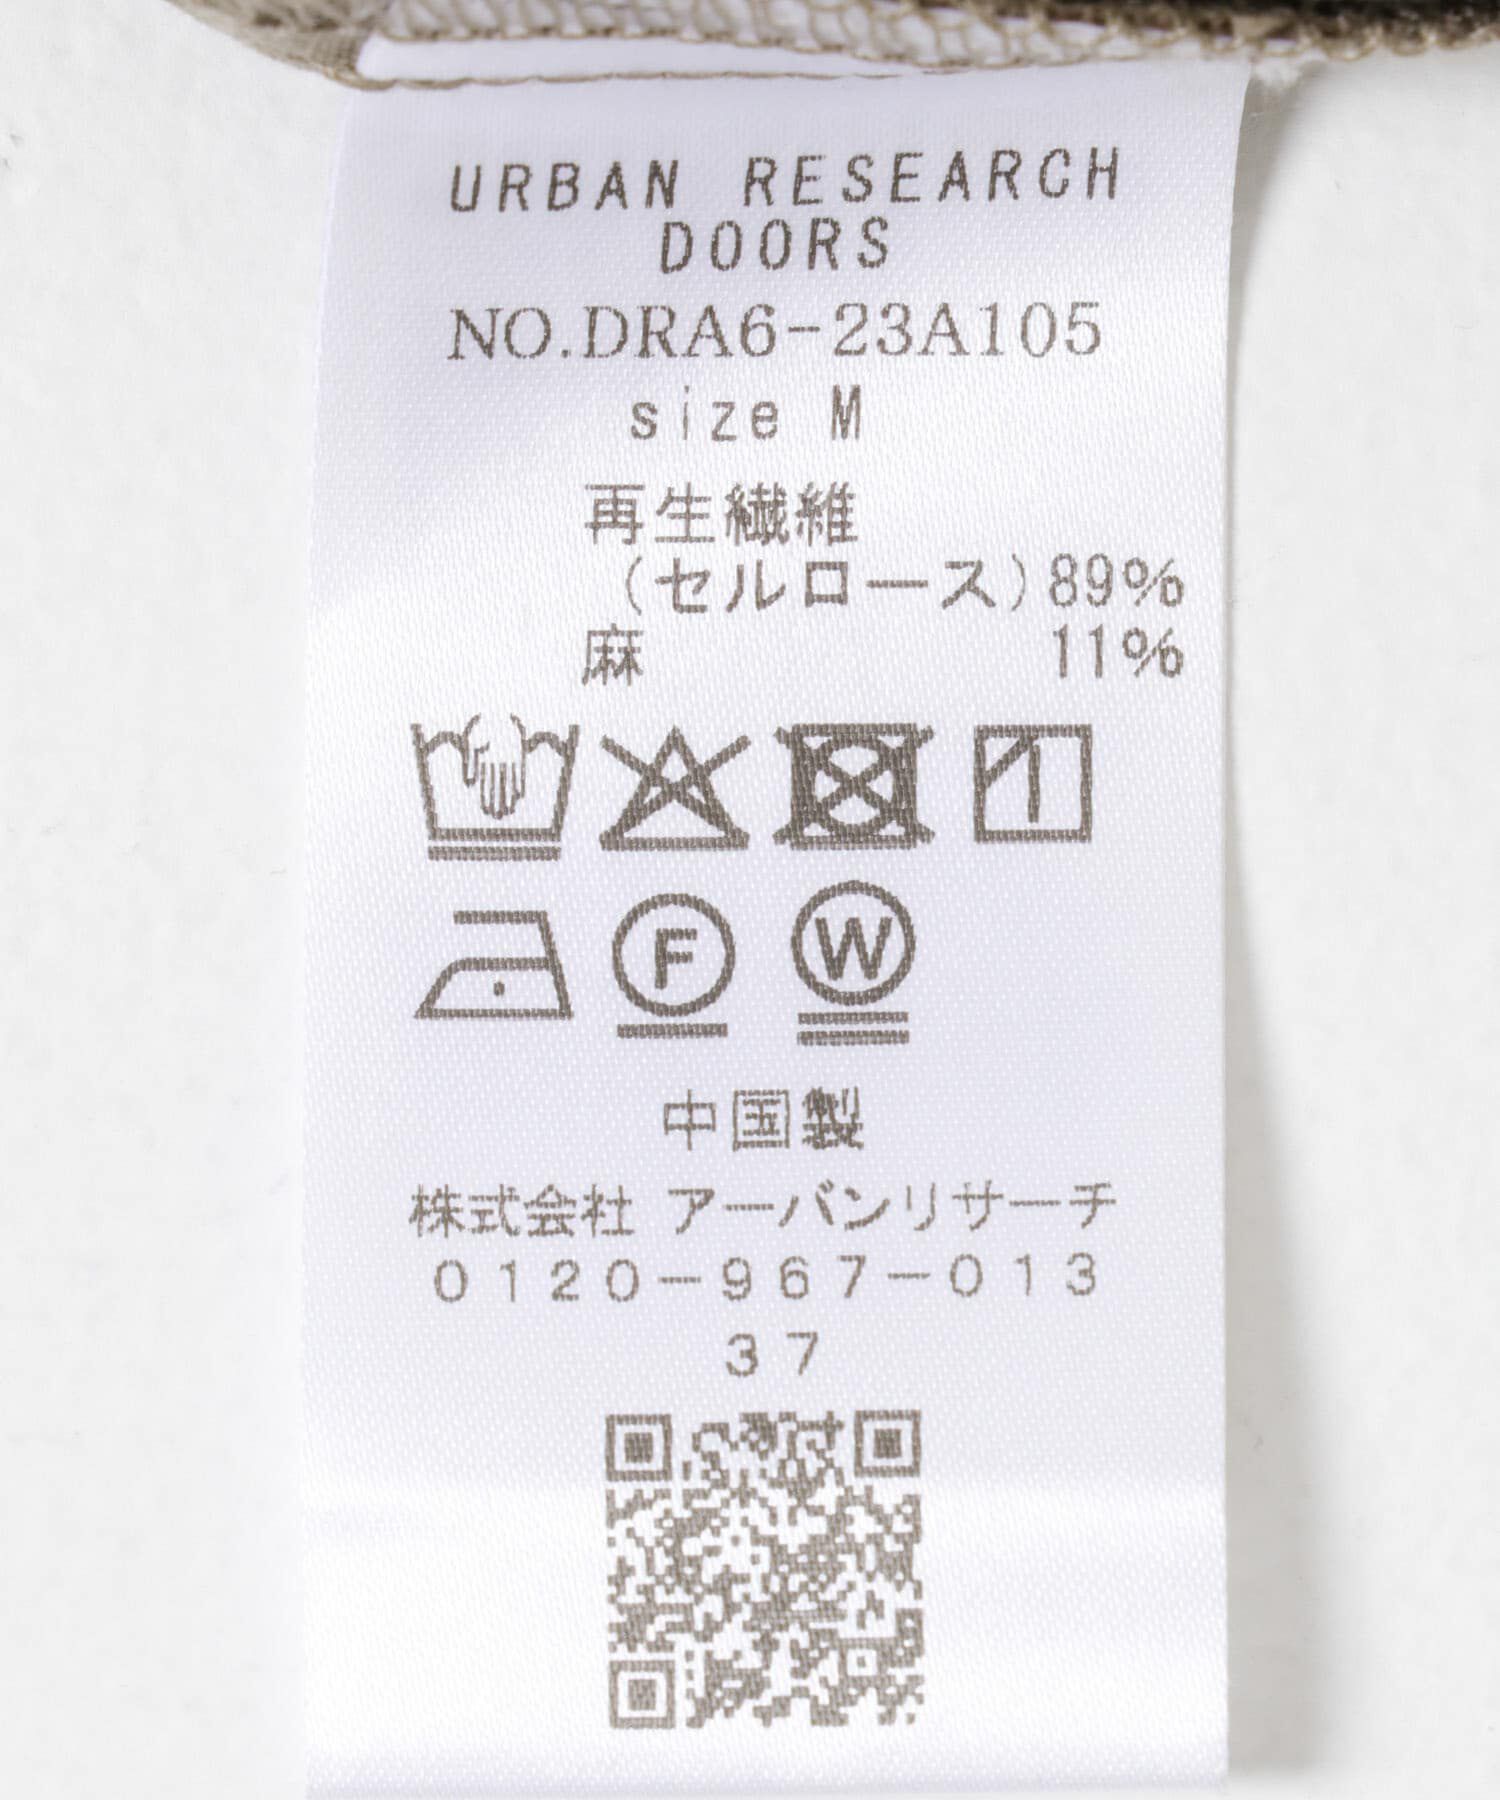 URBAN RESEARCH
DOORS
NO.DRA6-23A105
size M
再生繊維
(セルロース)89%
麻 11%
F W
中国製
株式会社 アーバンリサーチ
0120-967-013
37